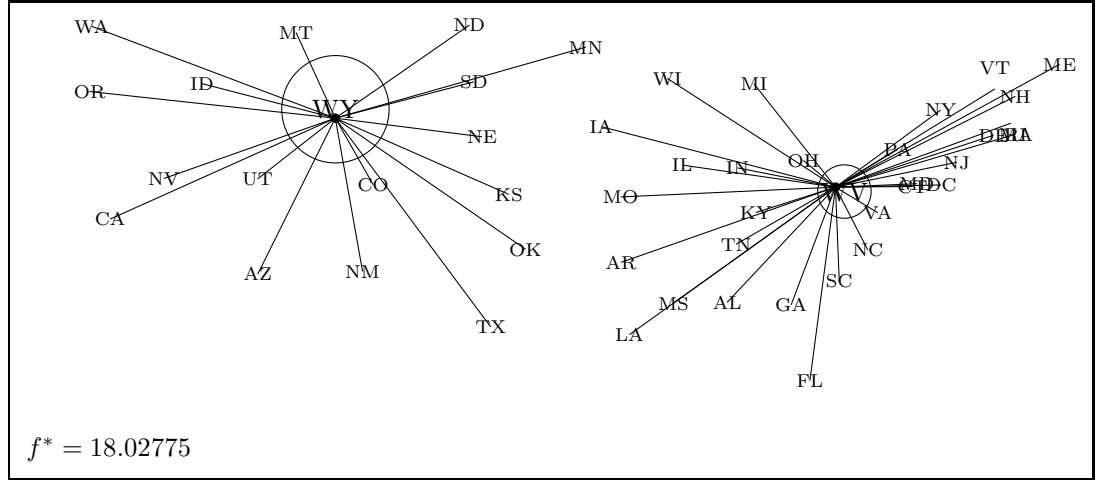 WA
MT
ND
MN
OR
ID
SD
WY
NE
NV
UT
CO
KS
CA
OK
AZ
NM
TX
WI
MI
VT
ME
NH
IA
NY
PA
OH
NJ
IL
IN
MD
DC
MO
KY
VA
TN
NC
AR
SC
MS
AL
GA
LA
FL
f* = 18.02775